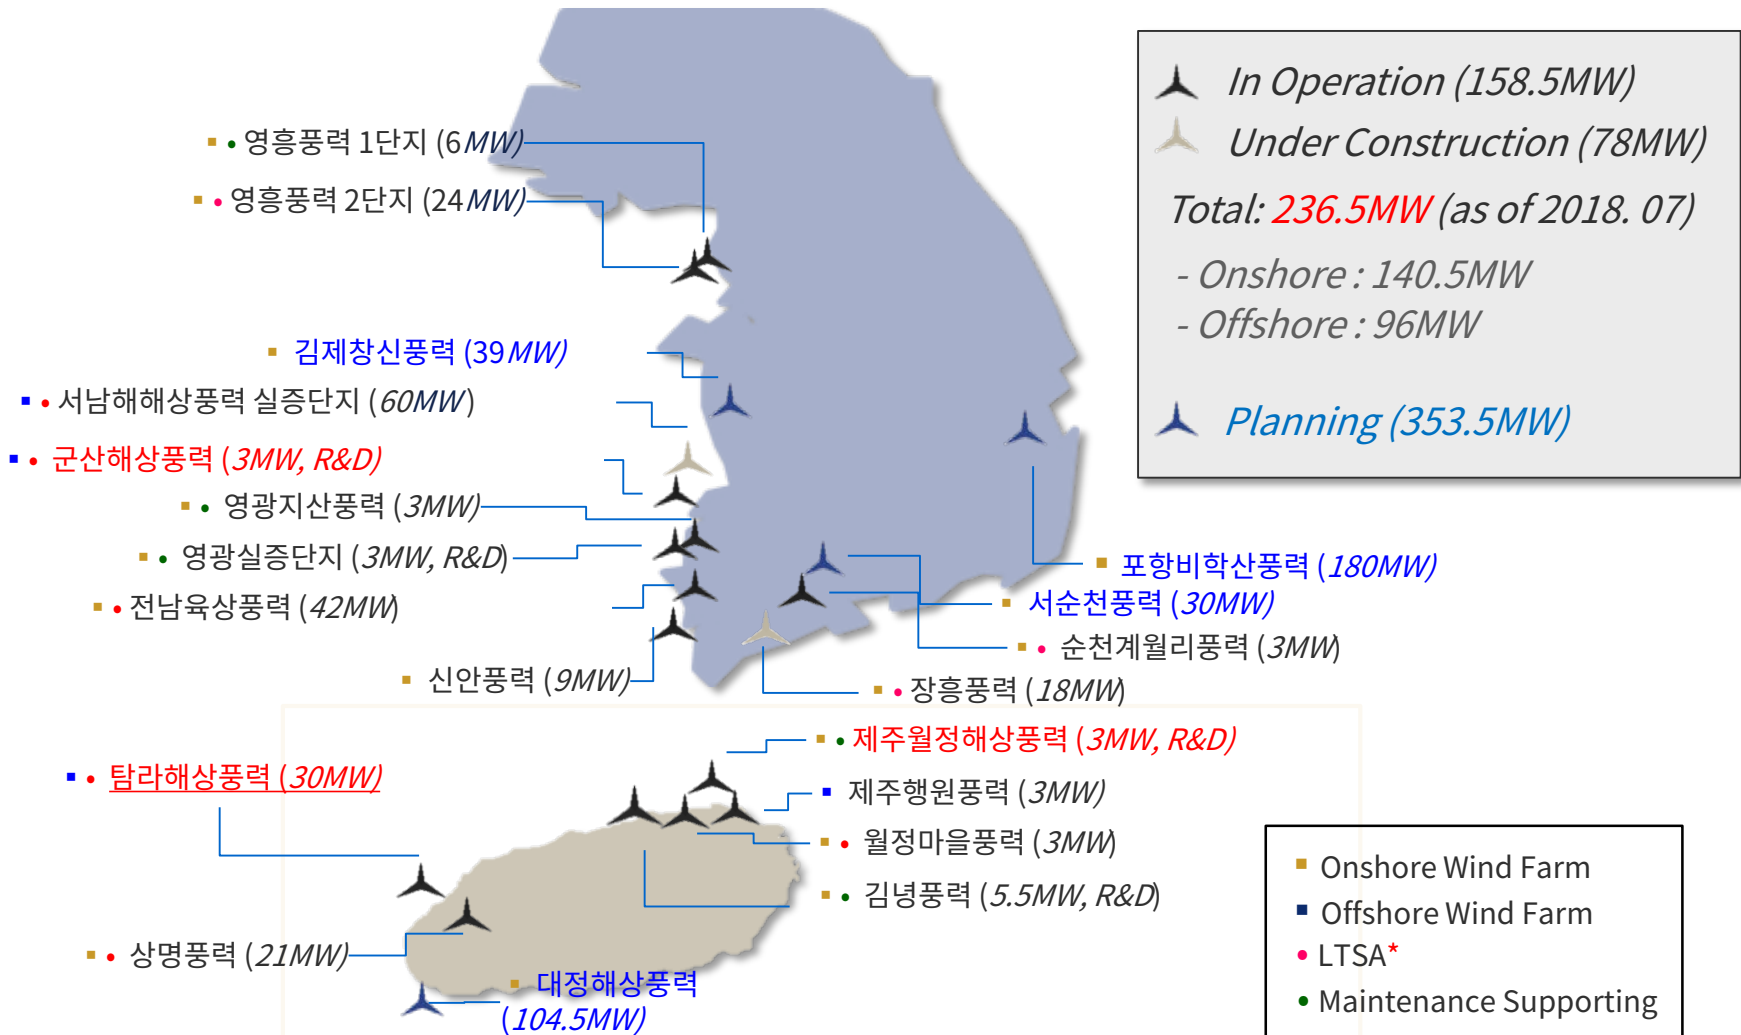 영흥풍력 1단지 (6MW)
영흥풍력 2단지 (24MW)
김제창신풍력 (39MW)
서남해해상풍력 실증단지 (60MW)
군산해상풍력 (3MW, R&D)
영광지산풍력 (3MW)
영광실증단지 (3MW, R&D)
전남육상풍력 (42MW)
신안풍력 (9MW)
In Operation (158.5MW)
Under Construction (78MW)
Total: 236.5MW (as of 2018. 07)
- Onshore : 140.5MW
- Offshore : 96MW
Planning (353.5MW)
포항비학산풍력 (180MW)
서순천풍력 (30MW)
순천계월리풍력 (3MW)
장흥풍력 (18MW)
제주월정해상풍력 (3MW, R&D)
제주행원풍력 (3MW)
월정마을풍력 (3MW)
김녕풍력 (5.5MW, R&D)
탐라해상풍력 (30MW)
상명풍력 (21MW)
대정해상풍력
(104.5MW)
Onshore Wind Farm
Offshore Wind Farm
LTSA*
Maintenance Supporting